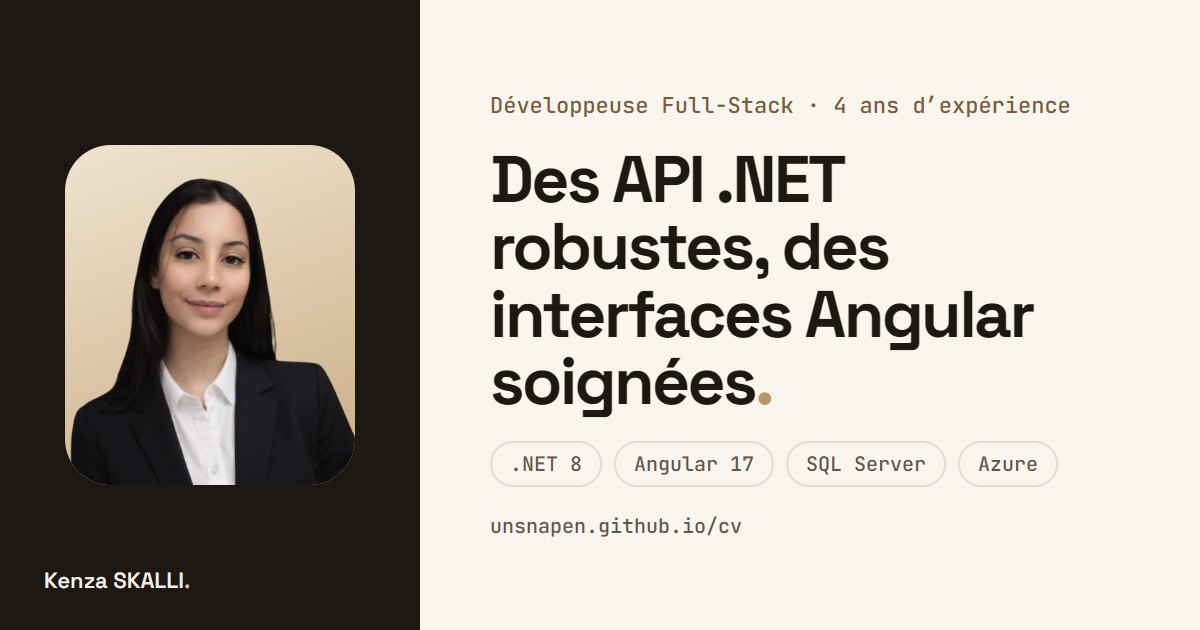 Développeuse Full-Stack · 4 ans d’expérience
Des API .NET
robustes, des
interfaces Angular
soignées.
.NET 8
Angular 17
SQL Server
Azure
unsnapen.github.io/cv
Kenza SKALLI.